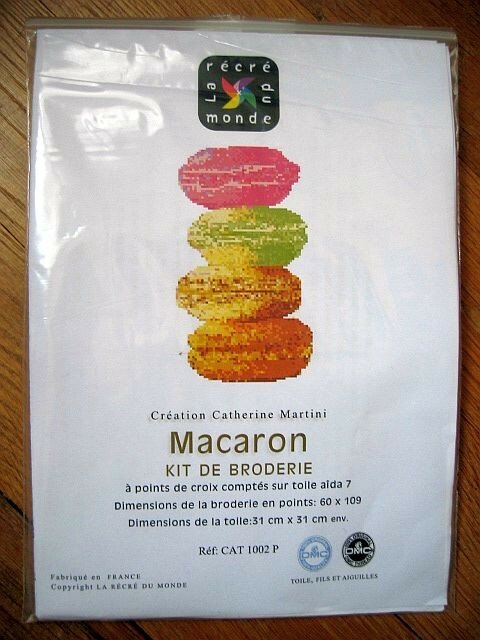 La récré du
monde
Création Catherine Martini
Macaron
KIT DE BRODERIE
à points de croix comptés sur toile aïda 7
Dimensions de la broderie en points: 60 x 109
Dimensions de la toile:31 cm x 31 cm env.
Réf: CAT 1002 P
DMC
DMC
Fabriqué en FRANCE
Copyright LA RÉCRÉ DU MONDE
TOILE, FILS ET AIGUILLES